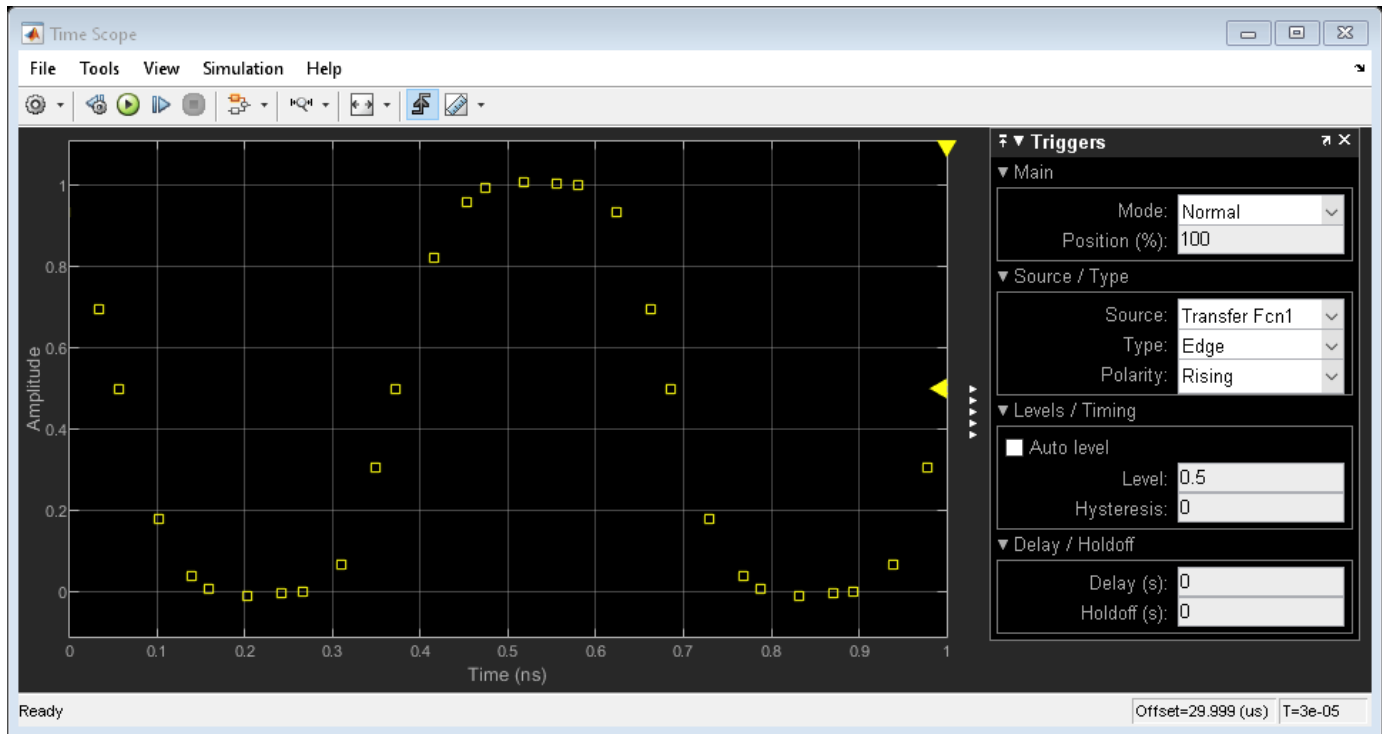 Time Scope
File Tools View Simulation Help
Amplitude
1
0.8
0.6
0.4
0.2
0
0 0.1 0.2 0.3 0.4 0.5 0.6 0.7 0.8 0.9 1
Time (ns)
Triggers
Main
Mode: Normal
Position (%): 100
Source / Type
Source: Transfer Fcn1
Type: Edge
Polarity: Rising
Levels / Timing
Auto level
Level: 0.5
Hysteresis: 0
Delay / Holdoff
Delay (s): 0
Holdoff (s): 0
Ready Offset=29.999 (us) T=3e-05